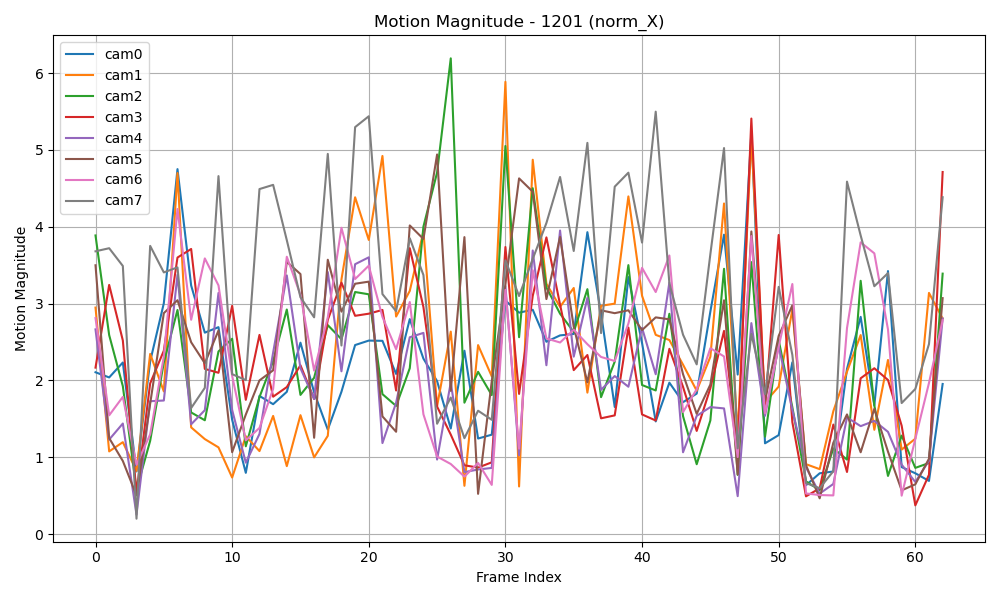 Motion Magnitude - 1201 (norm_X)
cam0
cam1
cam2
cam3
cam4
cam5
cam6
cam7
Motion Magnitude
6
5
4
3
2
1
0
0 10 20 30 40 50 60
Frame Index